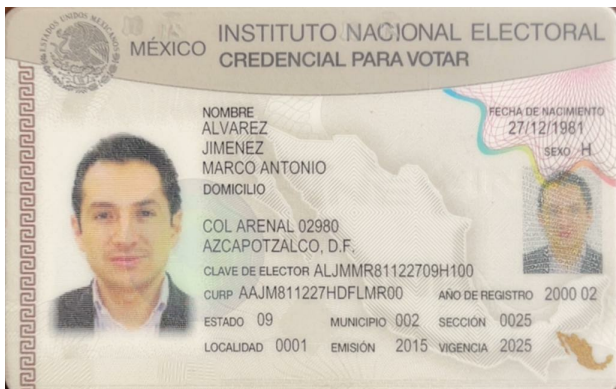 ESTADOS UNIDOS MEXICANOS
MÉXICO
INSTITUTO NACIONAL ELECTORAL
CREDENCIAL PARA VOTAR
NOMBRE
ALVAREZ
JIMENEZ
MARCO ANTONIO
FECHA DE NACIMIENTO
27/12/1981
SEXO H
DOMICILIO
COL ARENAL 02980
AZCAPOTZALCO, D.F.
CLAVE DE ELECTOR ALJMMR81122709H100
CURP AAJM811227HDFLMR00 AÑO DE REGISTRO 2000 02
ESTADO 09 MUNICIPIO 002 SECCIÓN 0025
LOCALIDAD 0001 EMISIÓN 2015 VIGENCIA 2025